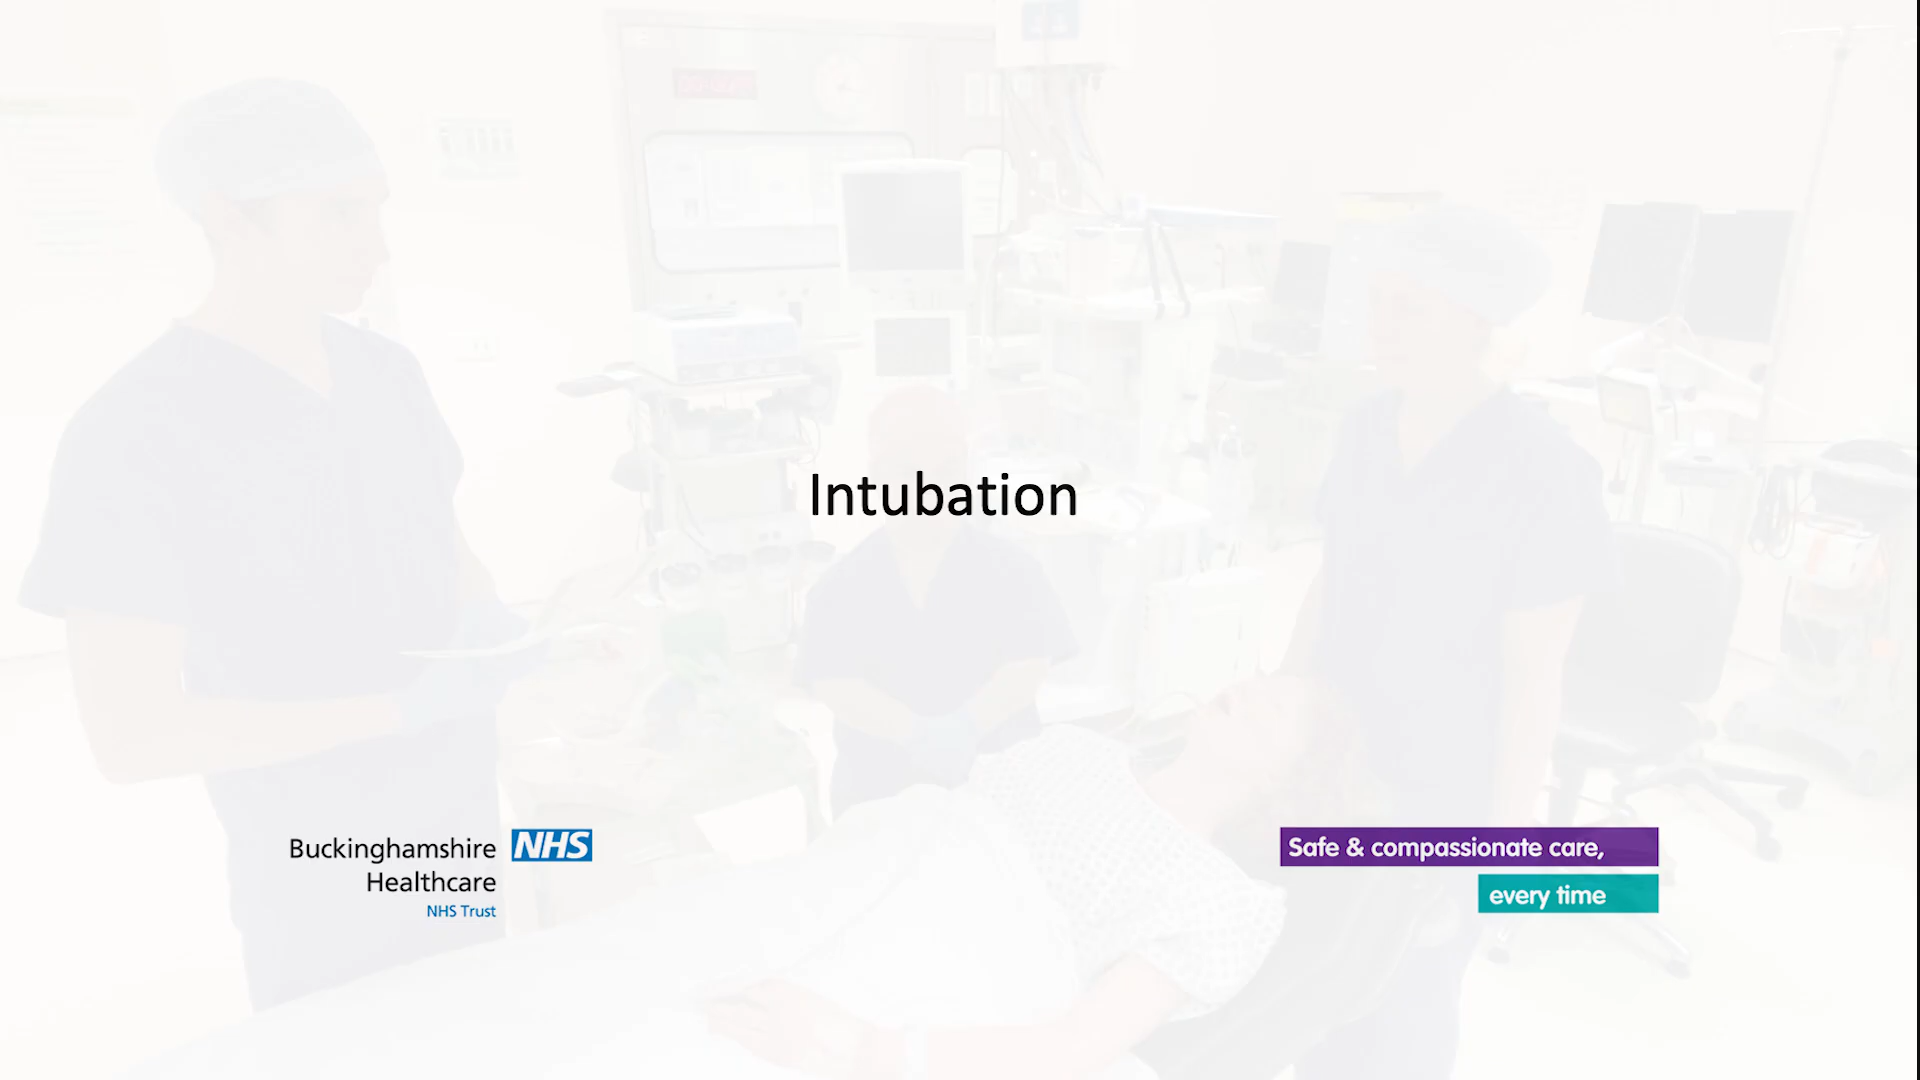 Intubation
Buckinghamshire NHS
Healthcare
NHS Trust
Safe & compassionate care,
every time